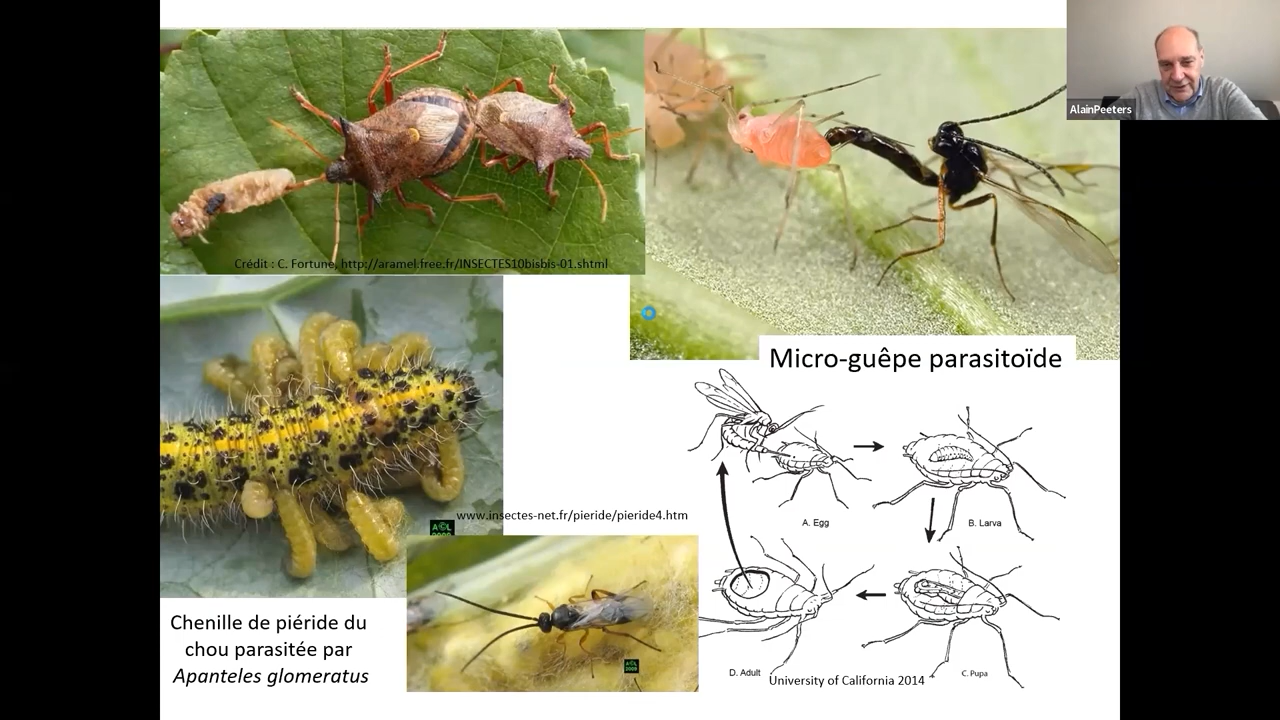 AlainPeeters
Crédit : C. Fortune, http://aramel.free.fr/INSECTES10bisbis-01.shtml
Micro-guêpe parasitoïde
A. Egg
B. Larva
www.insectes-net.fr/pieride/pieride4.htm
A©L
Chenille de piéride du
chou parasitée par
Apanteles glomeratus
A©L
2009
D. Adult
University of California 2014
C. Pupa